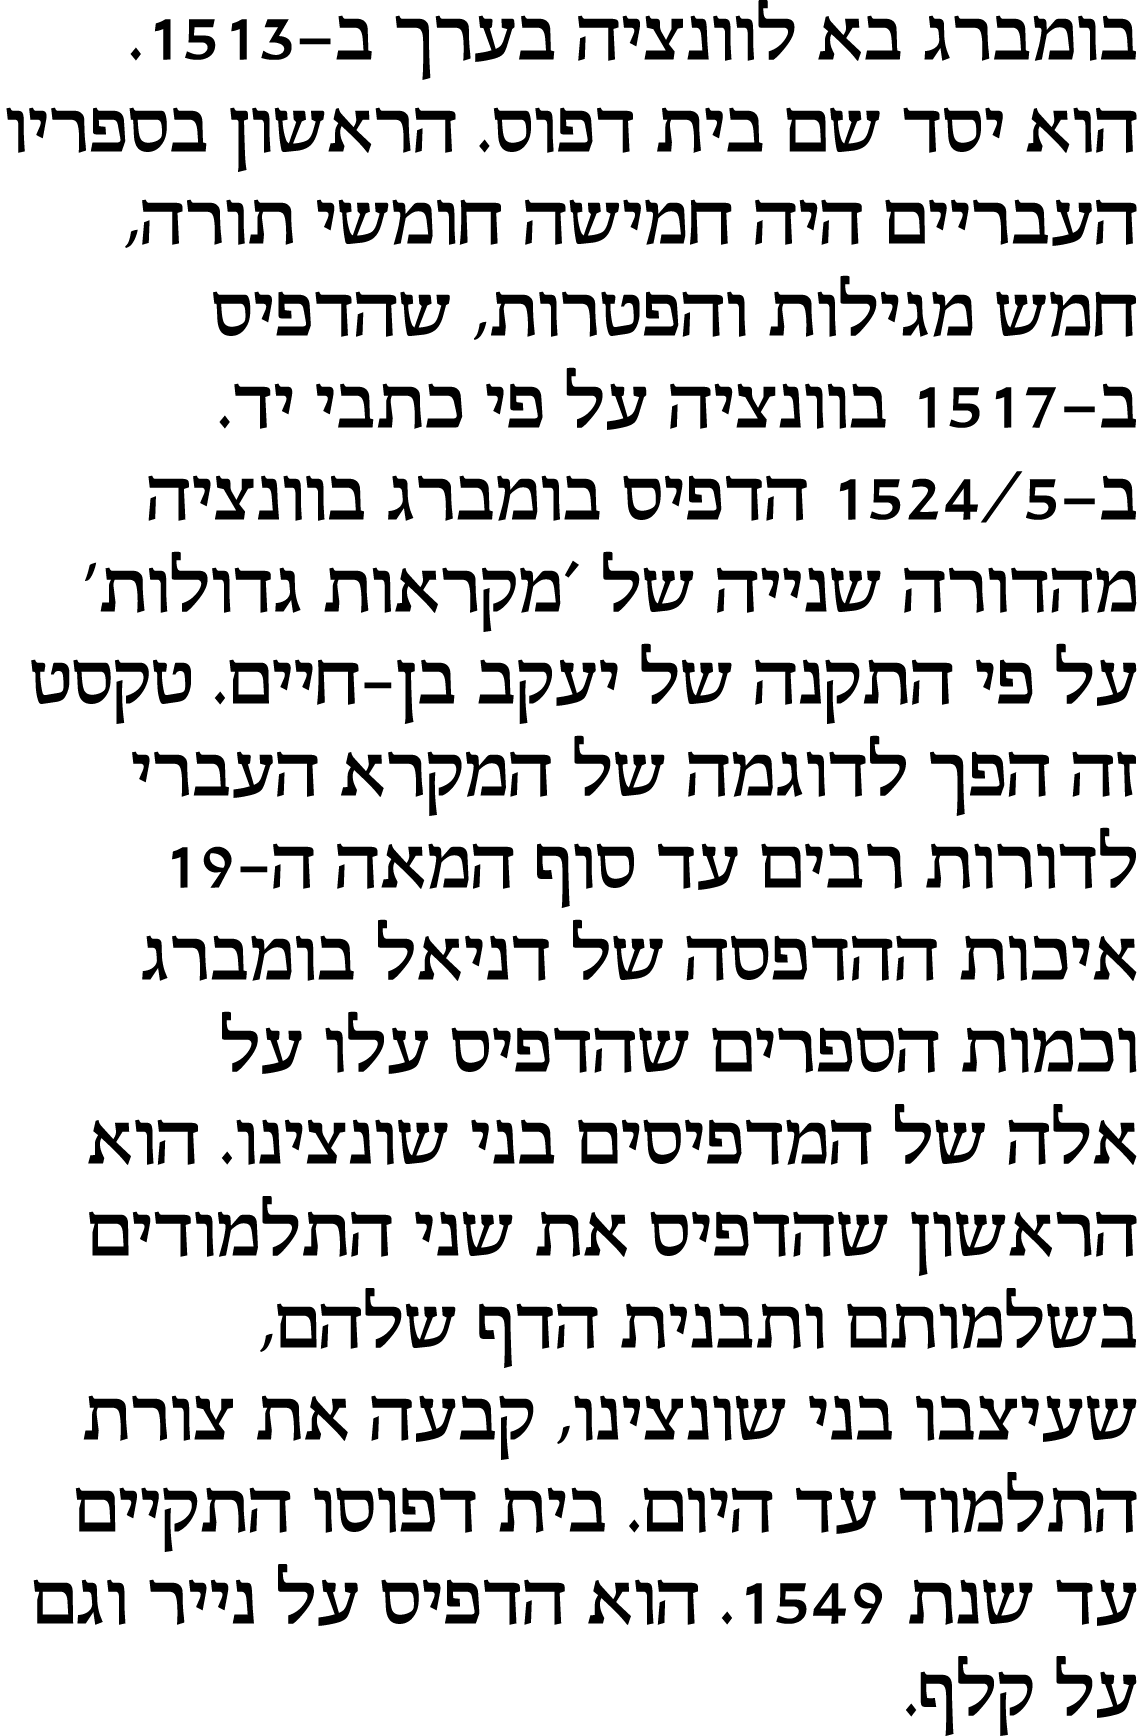 בומברג בא לוונציה בערך ב–1513.
הוא יסד שם בית דפוס. הראשון בספריו
העבריים היה חמישה חומשי תורה,
חמש מגילות והפטרות, שהדפיס
ב–1517 בוונציה על פי כתבי יד.
ב–1524/5 הדפיס בומברג בוונציה
מהדורה שנייה של 'מקראות גדולות'
על פי התקנה של יעקב בן-חיים. טקסט
זה הפך לדוגמה של המקרא העברי
לדורות רבים עד סוף המאה ה-19
איכות ההדפסה של דניאל בומברג
וכמות הספרים שהדפיס עלו על
אלה של המדפיסים בני שונצינו. הוא
הראשון שהדפיס את שני התלמודים
בשלמותם ותבנית הדף שלהם,
שעיצבו בני שונצינו, קבעה את צורת
התלמוד עד היום. בית דפוסו התקיים
עד שנת 1549. הוא הדפיס על נייר וגם
על קלף.